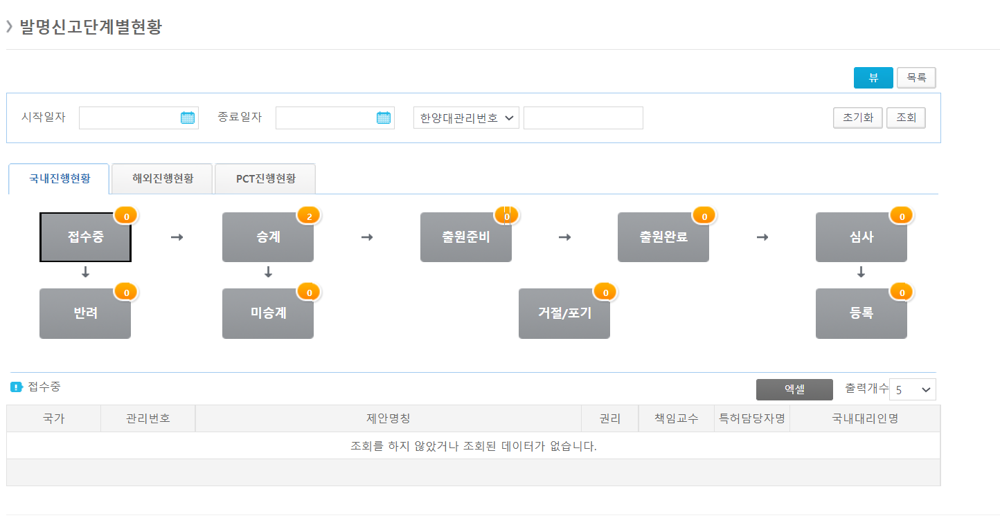 발명신고단계별현황
뷰 목록
시작일자 종료일자 한양대관리번호 초기화 조회
국내진행현황 해외진행현황 PCT진행현황
0 2 0 0 0
접수중 → 승계 → 출원준비 → 출원완료 → 심사
0 0 0 0
반려 미승계 거절/포기 등록
접수중 엑셀 출력개수 5
국가 관리번호 제안명칭 권리 책임교수 특허담당자명 국내대리인명
조회를 하지 않았거나 조회된 데이터가 없습니다.